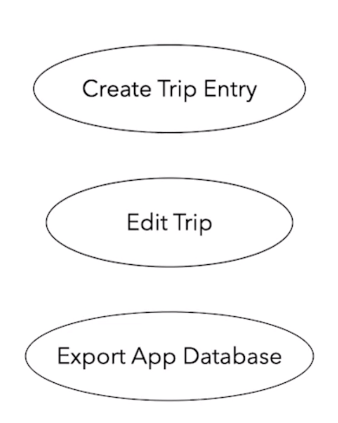 Create Trip Entry
Edit Trip
Export App Database